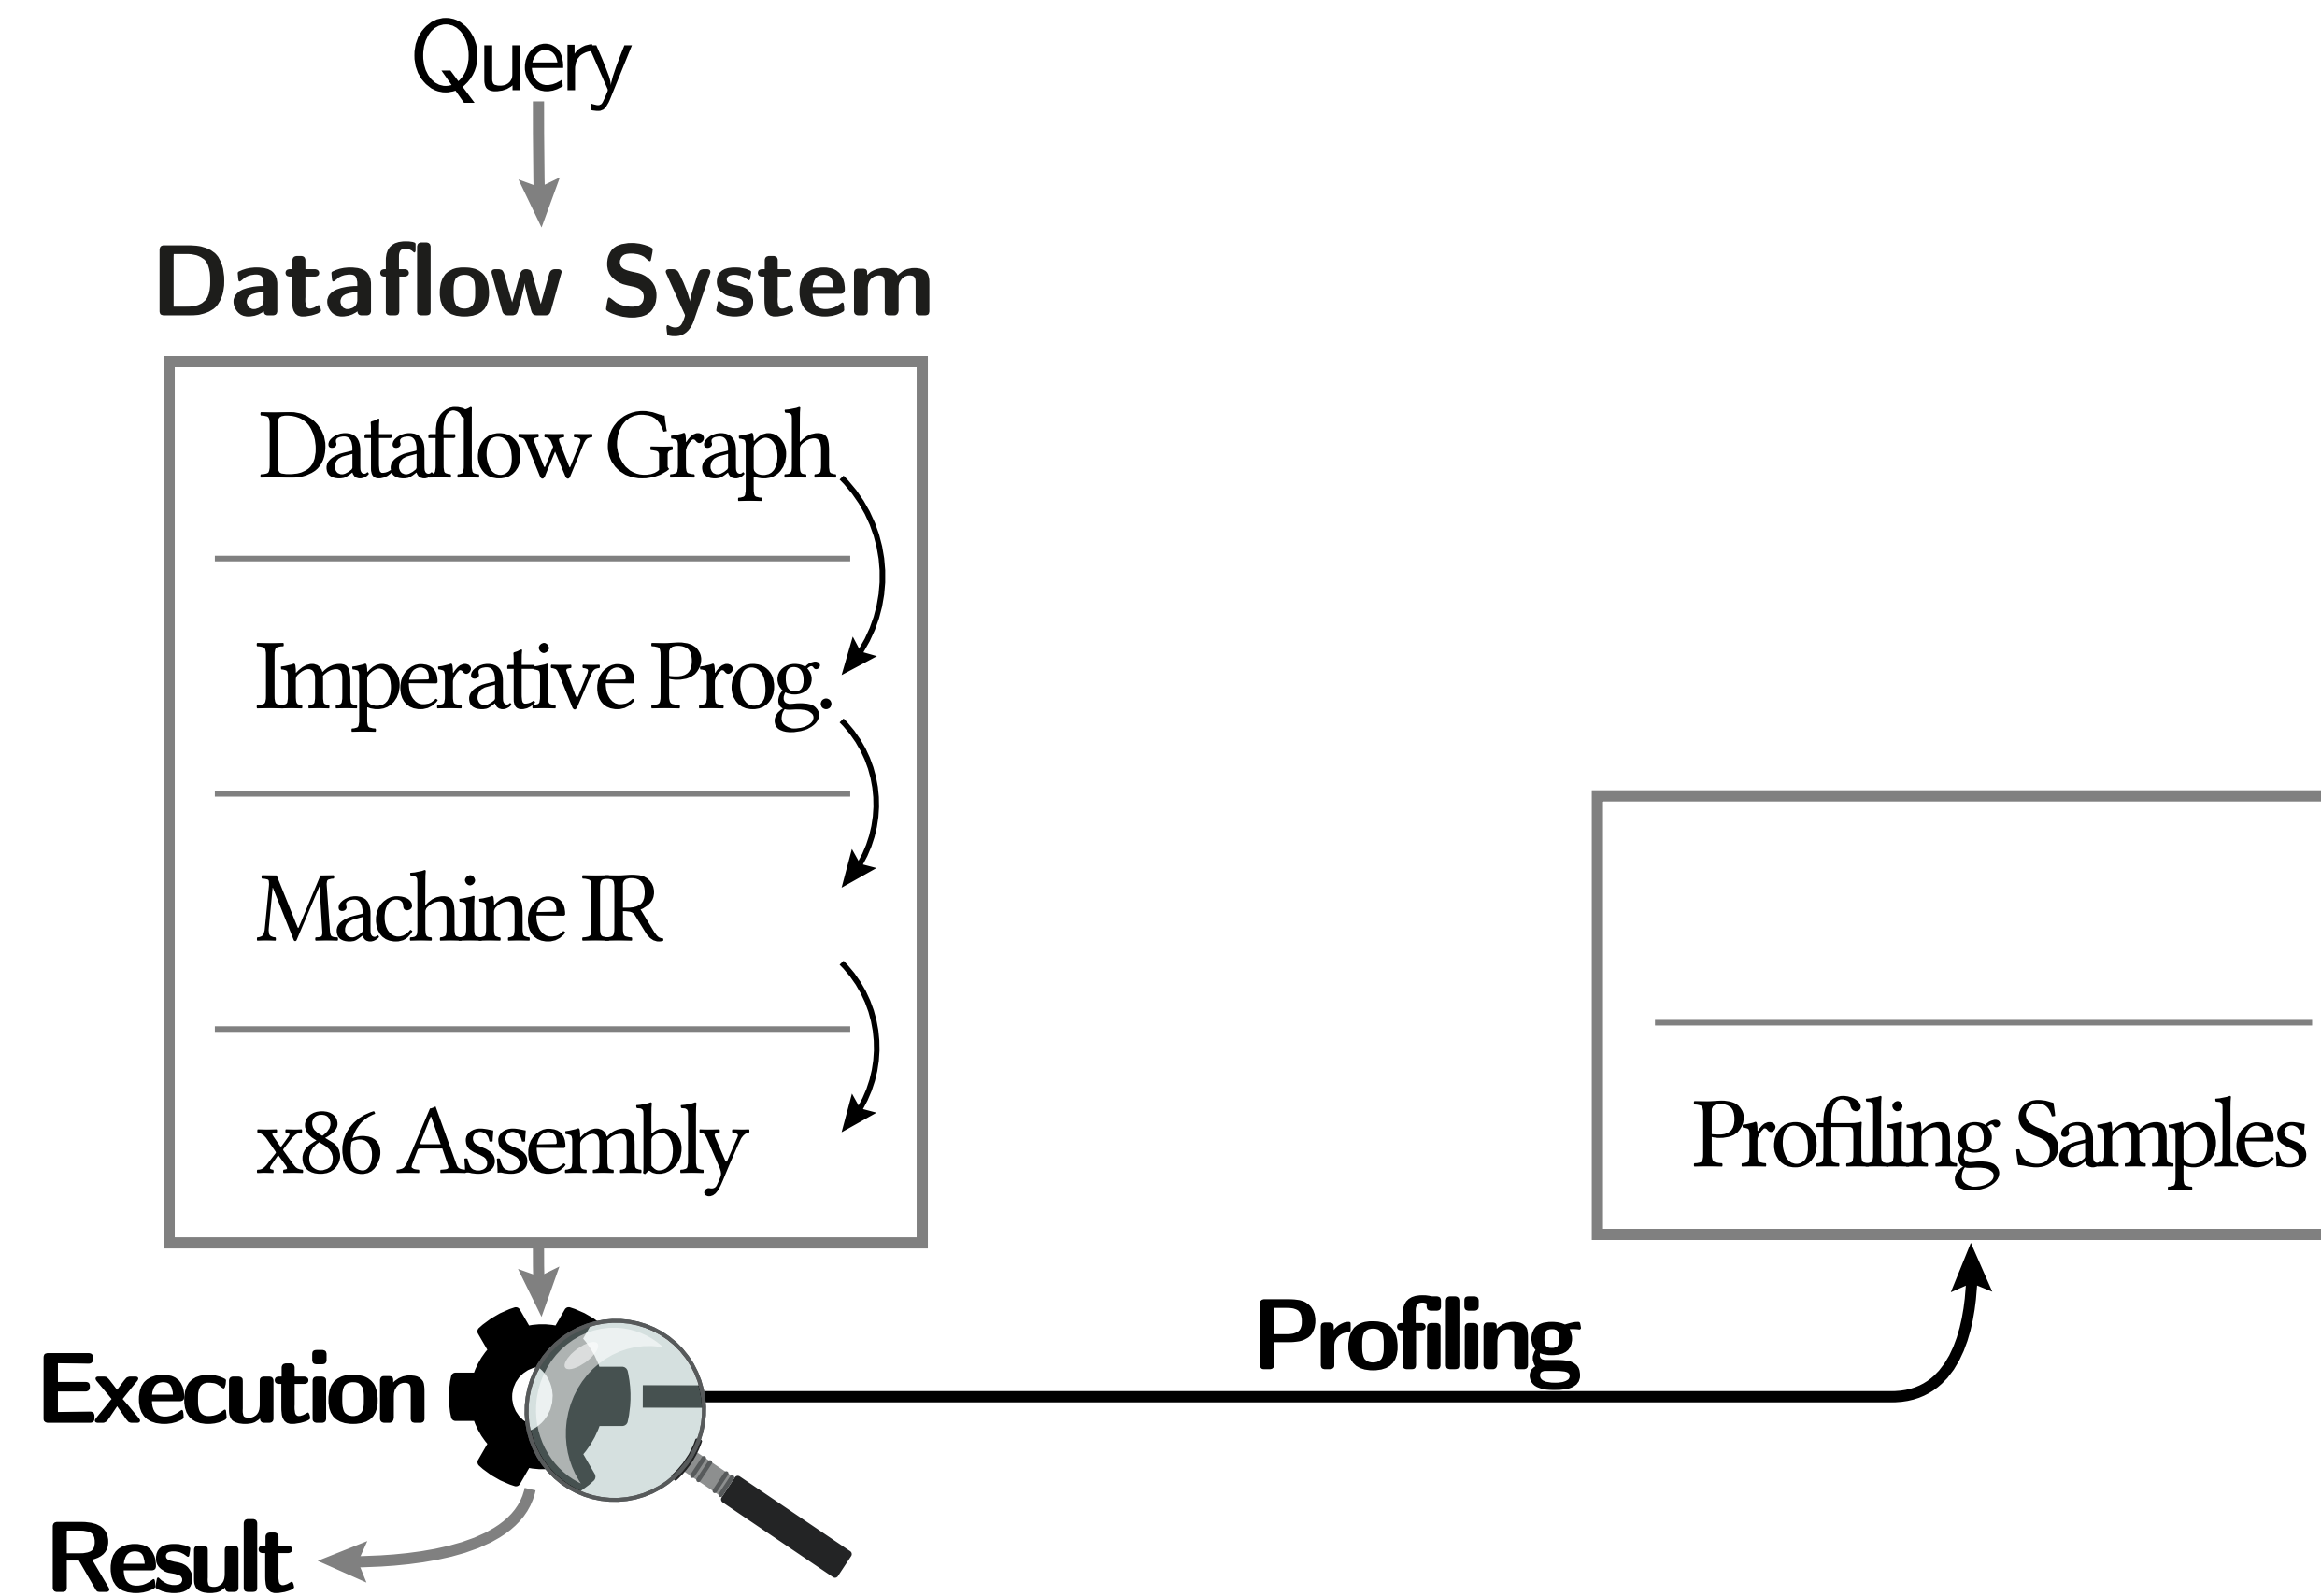 Query
Dataflow System
Dataflow Graph
Imperative Prog.
Machine IR
x86 Assembly
Profiling Samples
Profiling
Execution
Result